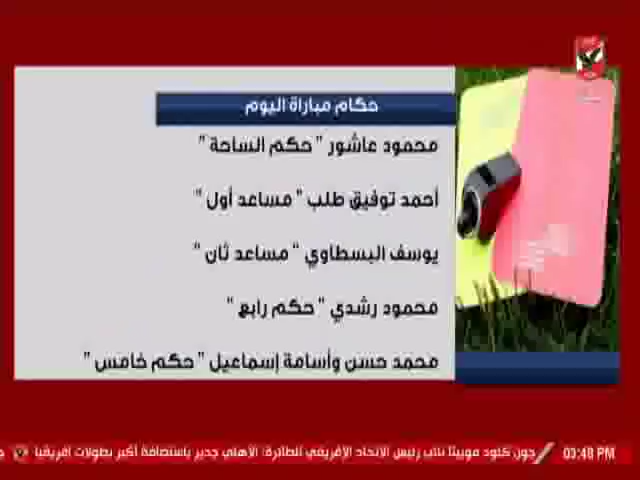 حكام مباراة اليوم
محمود عاشور " حكم الساحة "
أحمد توفيق طلب " مساعد أول "
يوسف البسطاوي " مساعد ثان "
محمود رشدي " حكم رابع "
محمد حسن وأسامة إسماعيل " حكم خامس "
03:48 PM
جون كلود موبيتا نائب رئيس الاتحاد الإفريقي للطائرة: الأهلي جدير باستضافة أكبر بطولات افريقيا